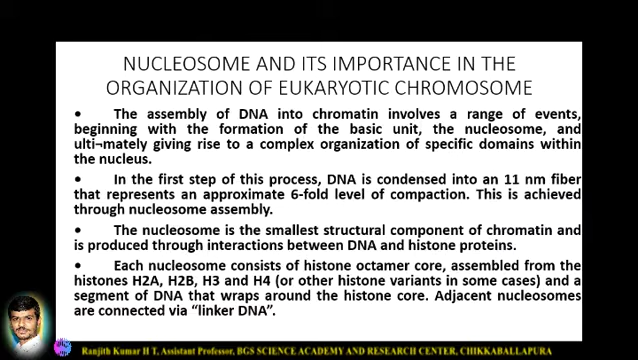 NUCLEOSOME AND ITS IMPORTANCE IN THE
ORGANIZATION OF EUKARYOTIC CHROMOSOME
• The assembly of DNA into chromatin involves a range of events,
beginning with the formation of the basic unit, the nucleosome, and
ulti¬mately giving rise to a complex organization of specific domains within
the nucleus.
• In the first step of this process, DNA is condensed into an 11 nm fiber
that represents an approximate 6-fold level of compaction. This is achieved
through nucleosome assembly.
• The nucleosome is the smallest structural component of chromatin and
is produced through interactions between DNA and histone proteins.
• Each nucleosome consists of histone octamer core, assembled from the
histones H2A, H2B, H3 and H4 (or other histone variants in some cases) and a
segment of DNA that wraps around the histone core. Adjacent nucleosomes
are connected via “linker DNA”.
Ranjith Kumar H T, Assistant Professor, BGS SCIENCE ACADEMY AND RESEARCH CENTER, CHIKKABALLAPURA